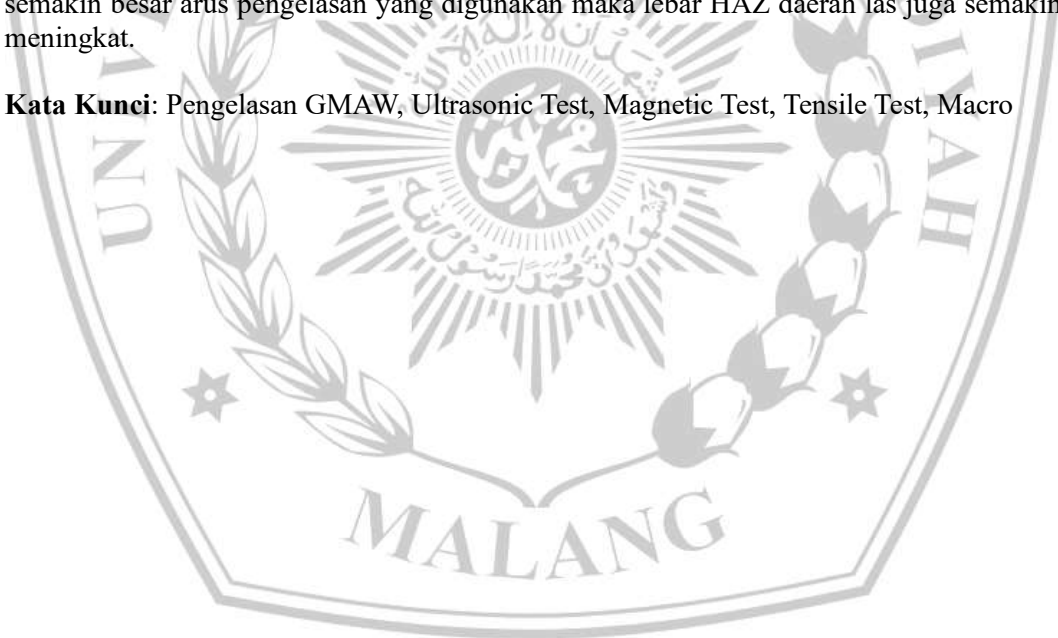 semakin besar arus pengelasan yang digunakan maka lebar HAZ daerah las juga semakin
meningkat.
Kata Kunci: Pengelasan GMAW, Ultrasonic Test, Magnetic Test, Tensile Test, Macro
MALANG